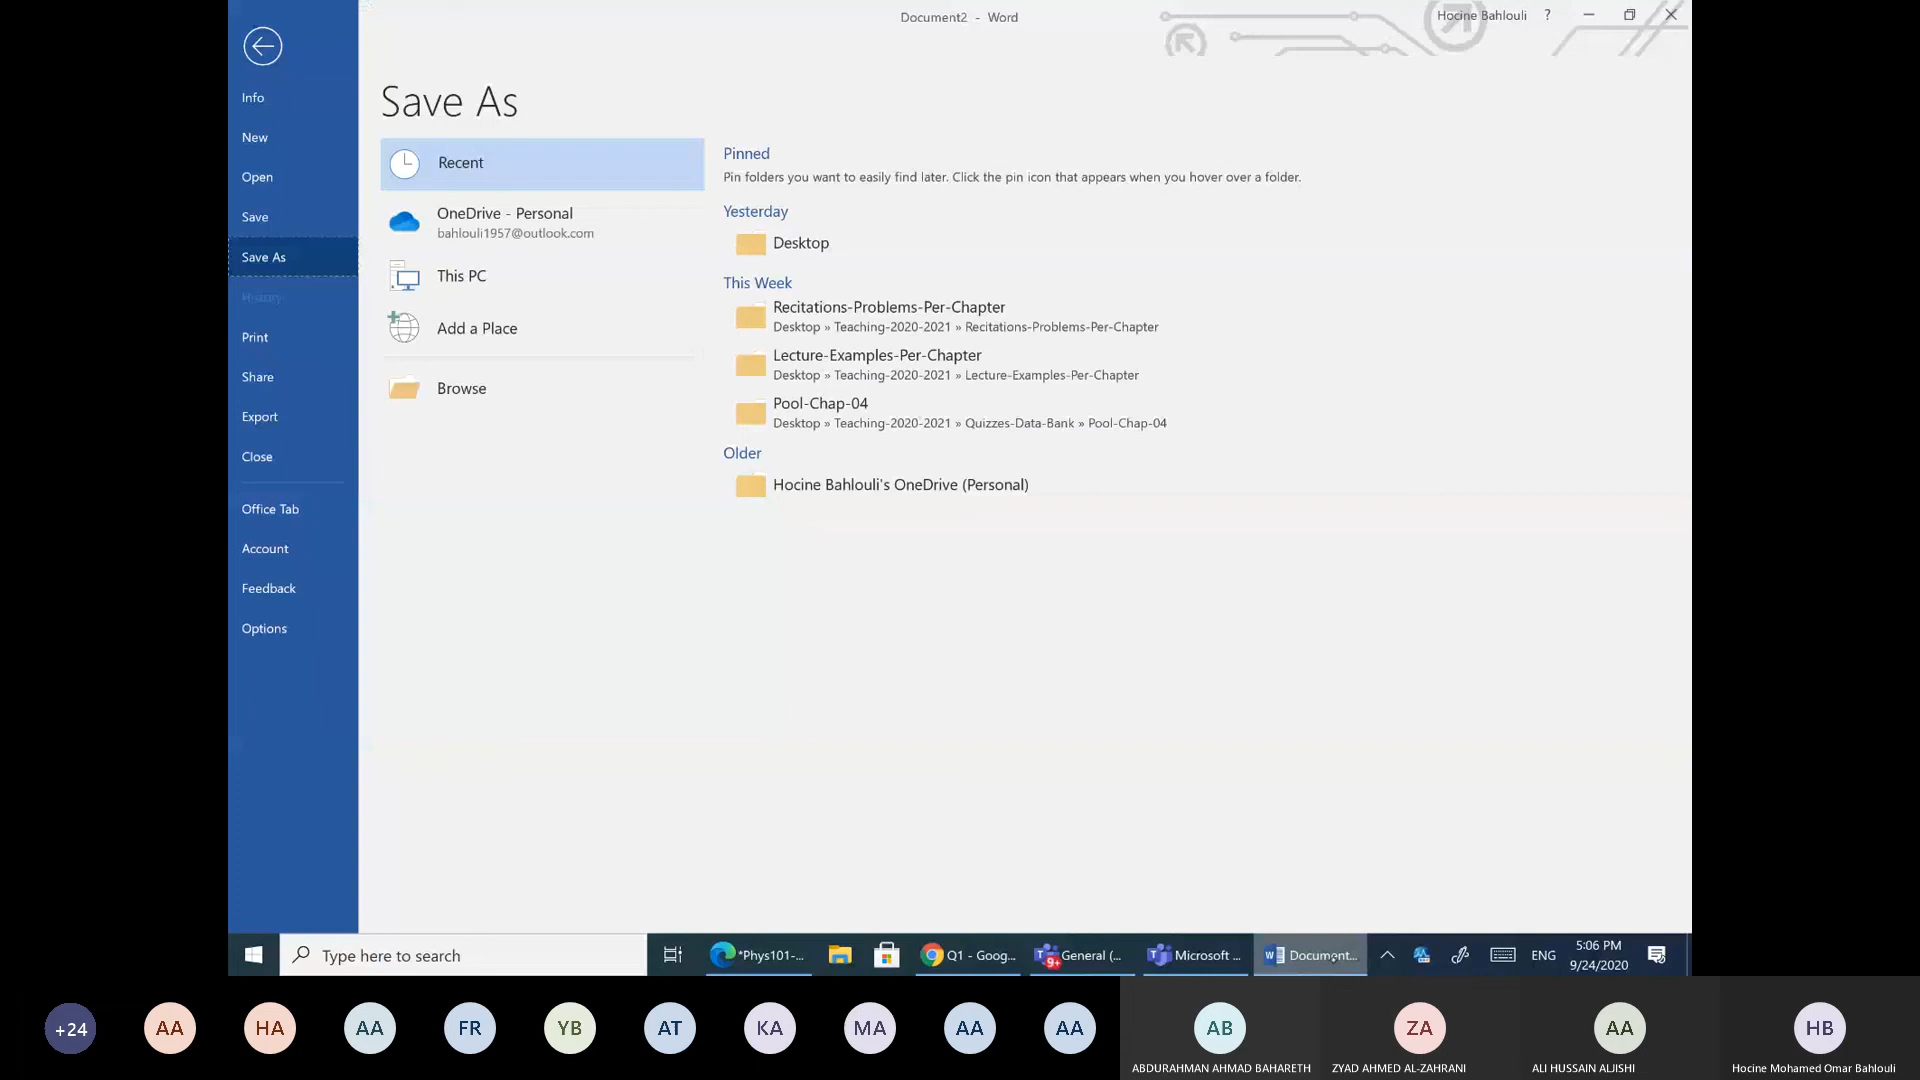 Document2 - Word
Hocine Bahlouli
?
Info
New
Open
Save
Save As
History
Print
Share
Export
Close
Office Tab
Account
Feedback
Options
Save As
Recent
OneDrive - Personal
bahlouli1957@outlook.com
This PC
Add a Place
Browse
Pinned
Pin folders you want to easily find later. Click the pin icon that appears when you hover over a folder.
Yesterday
Desktop
This Week
Recitations-Problems-Per-Chapter
Desktop » Teaching-2020-2021 » Recitations-Problems-Per-Chapter
Lecture-Examples-Per-Chapter
Desktop » Teaching-2020-2021 » Lecture-Examples-Per-Chapter
Pool-Chap-04
Desktop » Teaching-2020-2021 » Quizzes-Data-Bank » Pool-Chap-04
Older
Hocine Bahlouli's OneDrive (Personal)
Type here to search
*Phys101-...
Q1 - Goog...
9+
General (...
Microsoft ...
Document...
ENG
5:06 PM
9/24/2020
+24
AA
HA
AA
FR
YB
AT
KA
MA
AA
AA
AB
ZA
AA
HB
ABDURAHMAN AHMAD BAHARETH
ZYAD AHMED AL-ZAHRANI
ALI HUSSAIN ALJISHI
Hocine Mohamed Omar Bahlouli